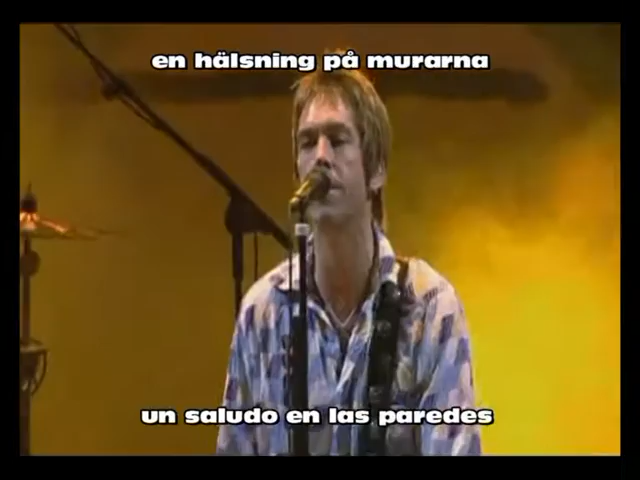 en hälsning på murarna
un saludo en las paredes